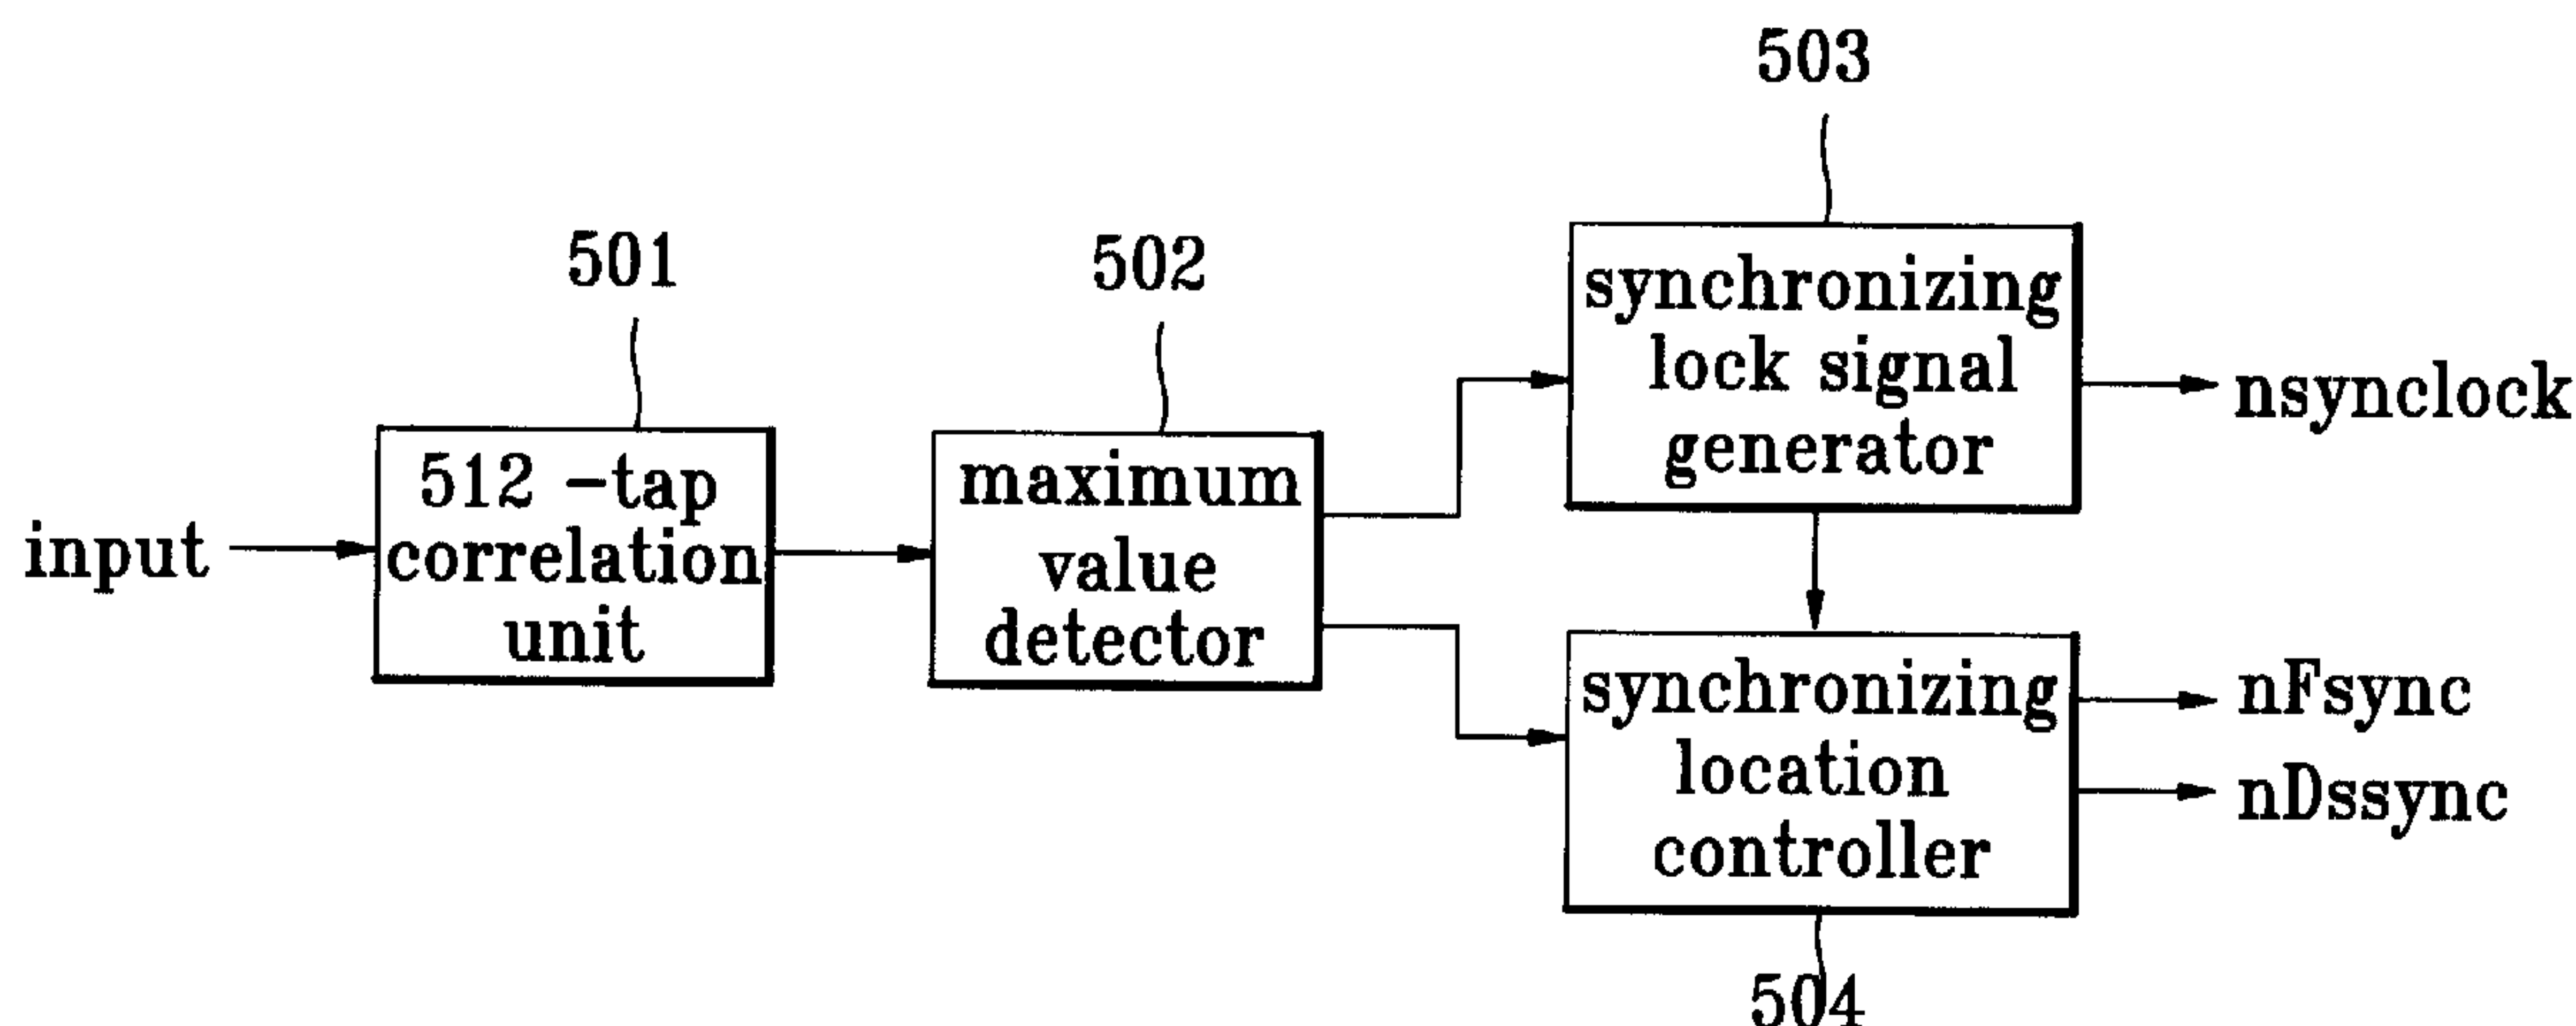 503
501
502
synchronizing
lock signal
generator
nsynclock
512 -tap
correlation
unit
input
maximum
value
detector
synchronizing
location
controller
nFsync
nDssync
504